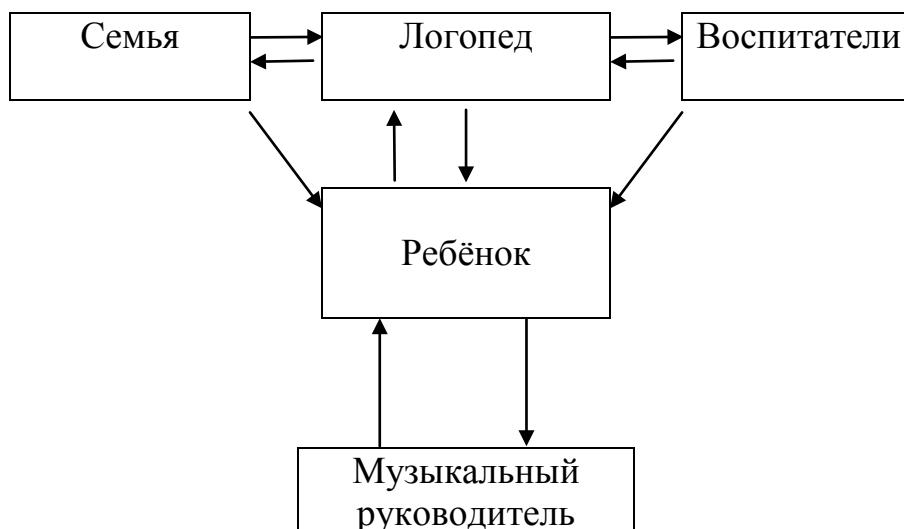 Семья
Логопед
Воспитатели
Ребёнок
Музыкальный
руководитель